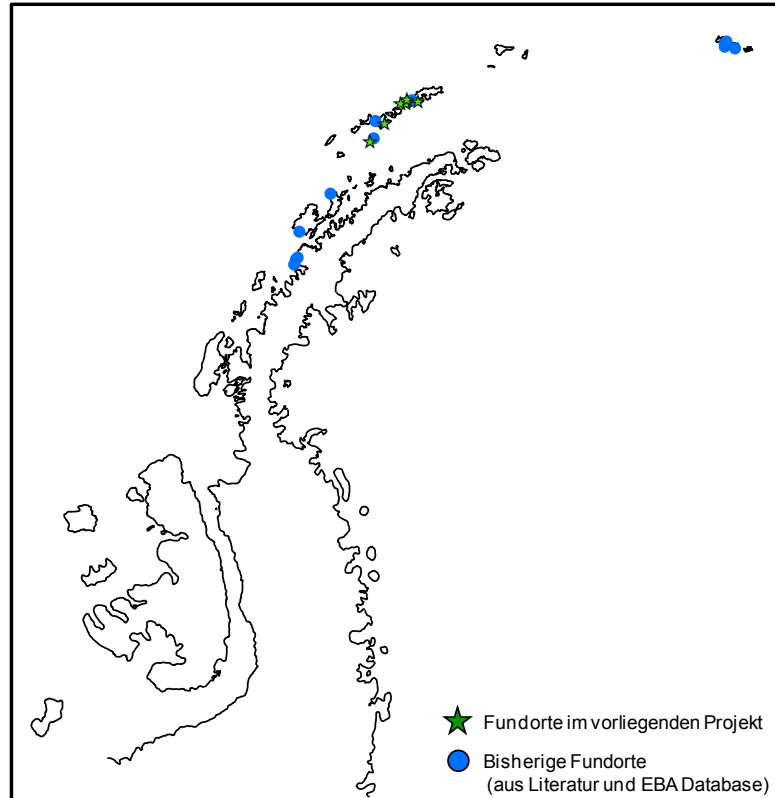 Fundorte im vorliegenden Projekt
Bisherige Fundorte
(aus Literatur und EBA Database)